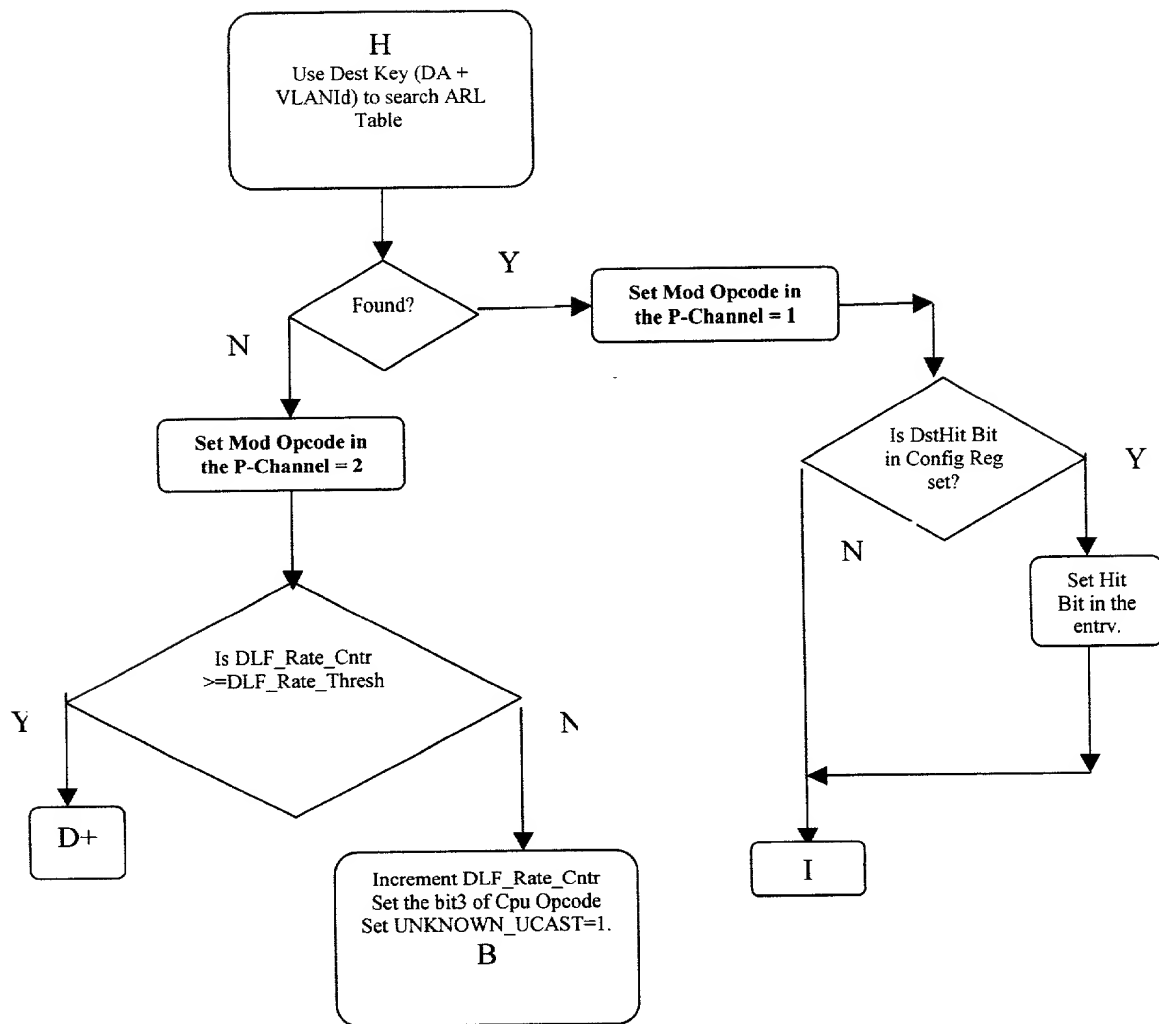 H
Use Dest Key (DA +
VLANId) to search ARL
Table
Y
Found?
Set Mod Opcode in
the P-Channel = 1
N
Set Mod Opcode in
the P-Channel = 2
Is DstHit Bit
in Config Reg
set?
Y
N
Set Hit
Bit in the
entry.
Is DLF_Rate_Cntr
>=DLF_Rate_Thresh
Y
N
D+
I
Increment DLF_Rate_Cntr
Set the bit3 of Cpu Opcode
Set UNKNOWN_UCAST=1.
B